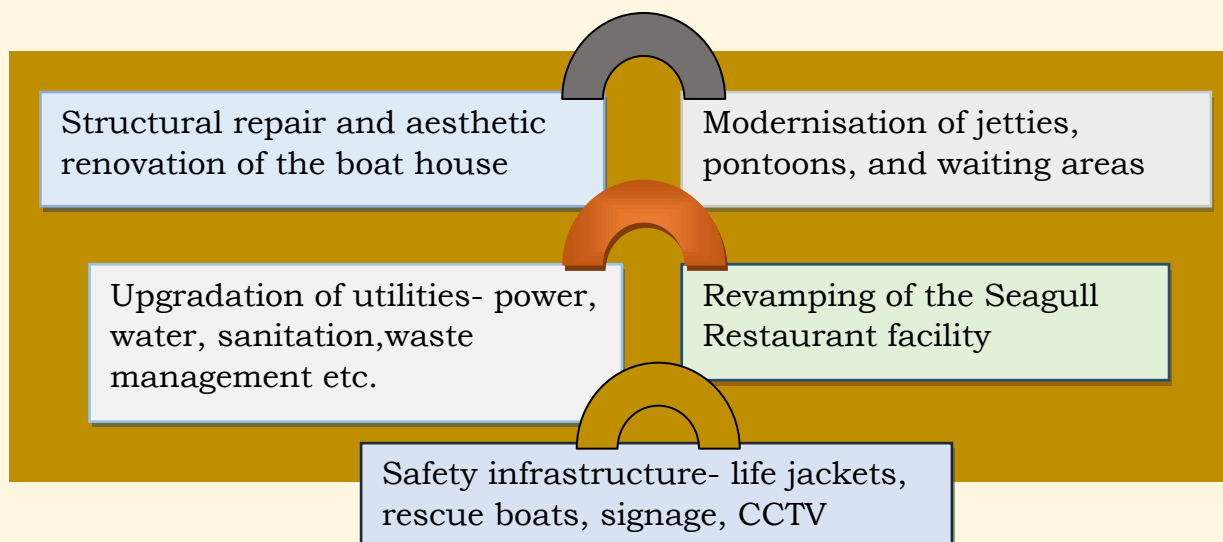 Structural repair and aesthetic
renovation of the boat house
Modernisation of jetties,
pontoons, and waiting areas
Upgradation of utilities- power,
water, sanitation,waste
management etc.
Revamping of the Seagull
Restaurant facility
Safety infrastructure- life jackets,
rescue boats, signage, CCTV